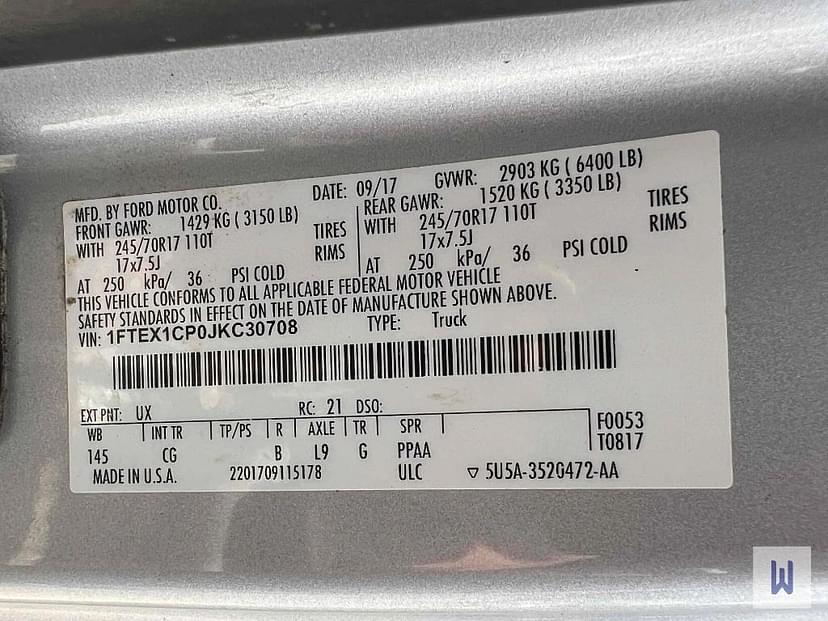 MFD. BY FORD MOTOR CO. DATE: 09/17 GVWR: 2903 KG ( 6400 LB)
FRONT GAWR: 1429 KG ( 3150 LB) REAR GAWR: 1520 KG ( 3350 LB)
WITH 245/70R17 110T TIRES WITH 245/70R17 110T TIRES
17x7.5J RIMS 17x7.5J RIMS
AT 250 kPa/ 36 PSI COLD AT 250 kPa/ 36 PSI COLD
THIS VEHICLE CONFORMS TO ALL APPLICABLE FEDERAL MOTOR VEHICLE
SAFETY STANDARDS IN EFFECT ON THE DATE OF MANUFACTURE SHOWN ABOVE.
VIN: 1FTEX1CP0JKC30708 TYPE: Truck
EXT PNT: UX RC: 21 DSO:
WB INT TR TP/PS R AXLE TR SPR F0053
145 CG B L9 G PPAA T0817
MADE IN U.S.A. 2201709115178 ULC ▽ 5U5A-3520472-AA
W